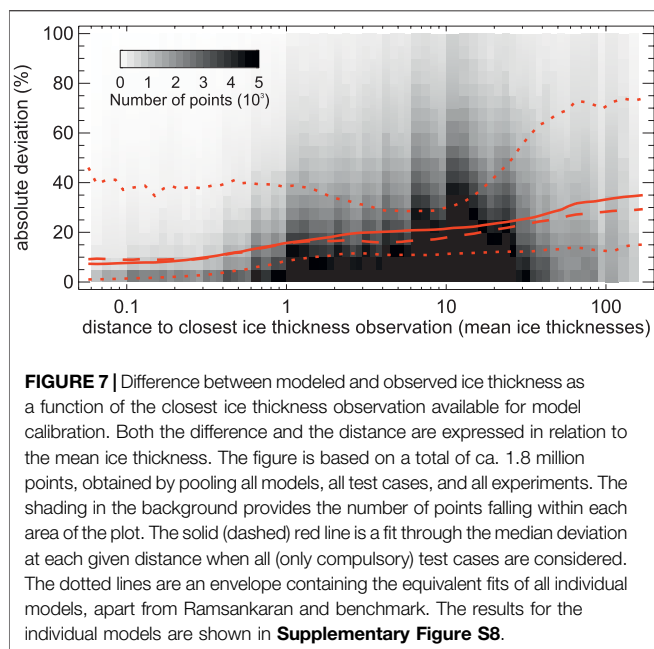 100
80
60
40
20
0
absolute deviation (%)
0 1 2 3 4 5
Number of points (10³)
0.1 1 10 100
distance to closest ice thickness observation (mean ice thicknesses)
FIGURE 7 | Difference between modeled and observed ice thickness as
a function of the closest ice thickness observation available for model
calibration. Both the difference and the distance are expressed in relation to
the mean ice thickness. The figure is based on a total of ca. 1.8 million
points, obtained by pooling all models, all test cases, and all experiments. The
shading in the background provides the number of points falling within each
area of the plot. The solid (dashed) red line is a fit through the median deviation
at each given distance when all (only compulsory) test cases are considered.
The dotted lines are an envelope containing the equivalent fits of all individual
models, apart from Ramsankaran and benchmark. The results for the
individual models are shown in Supplementary Figure S8.